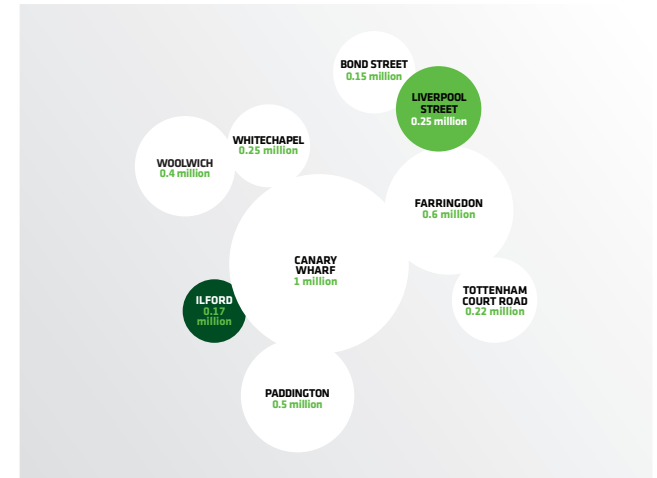 BOND STREET
0.15 million
LIVERPOOL
STREET
0.25 million
WHITECHAPEL
0.25 million
WOOLWICH
0.4 million
FARRINGDON
0.6 million
CANARY
WHARF
1 million
ILFORD
0.17
million
TOTTENHAM
COURT ROAD
0.22 million
PADDINGTON
0.5 million